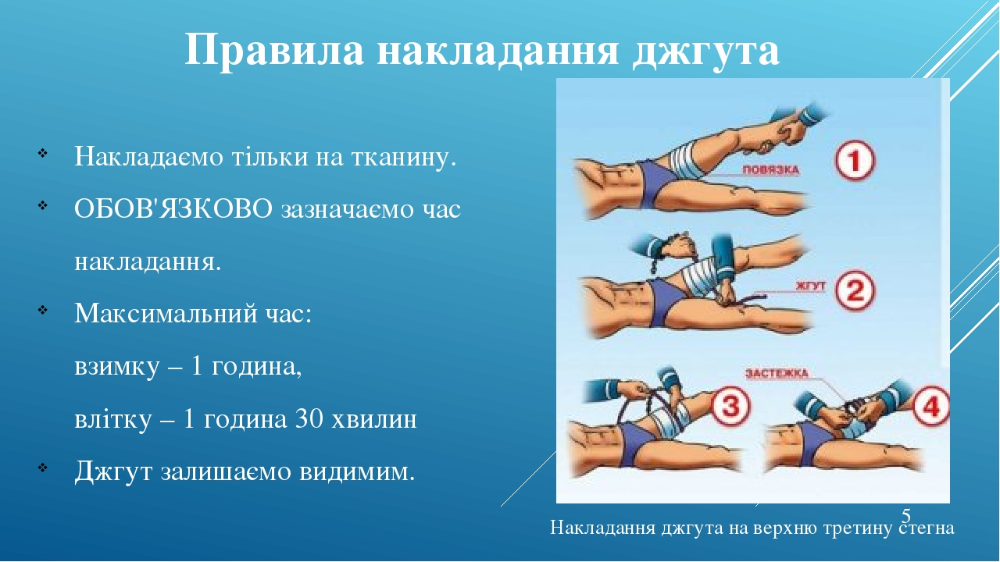 Правила накладання джгута
Накладаємо тільки на тканину.
ОБОВ'ЯЗКОВО зазначаємо час
накладання.
Максимальний час:
взимку – 1 година,
влітку – 1 година 30 хвилин
Джгут залишаємо видимим.
ПОВЯЗКА
1
ЖГУТ
2
ЗАСТЕЖКА
3
4
Накладання джгута на верхню третину стегна
5